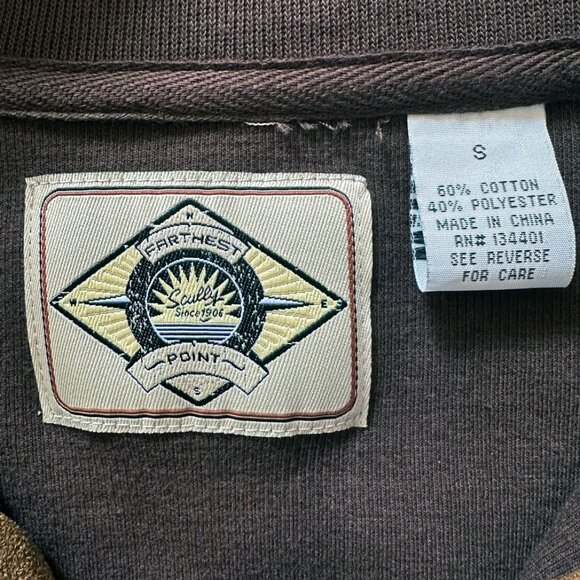 N
FARTHEST
W
E
Scully
Since 1906
POINT
S
S
60% COTTON
40% POLYESTER
MADE IN CHINA
RN# 134401
SEE REVERSE
FOR CARE